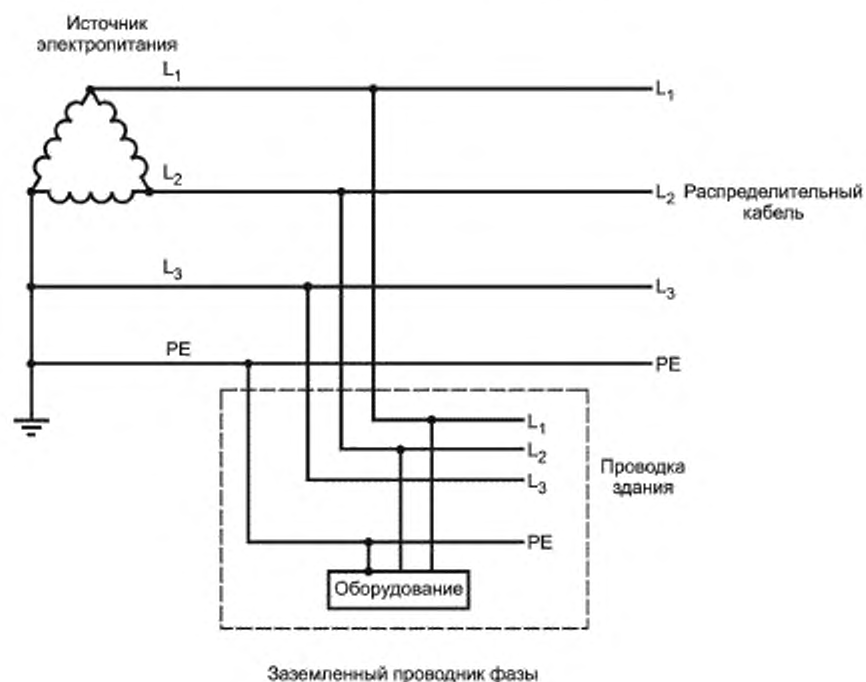 Источник
электропитания
L₁
L₁
L₂
L₂ Распределительный
кабель
L₃
L₃
PE
PE
L₁
L₂
L₃
Проводка
здания
PE
Оборудование
Заземленный проводник фазы